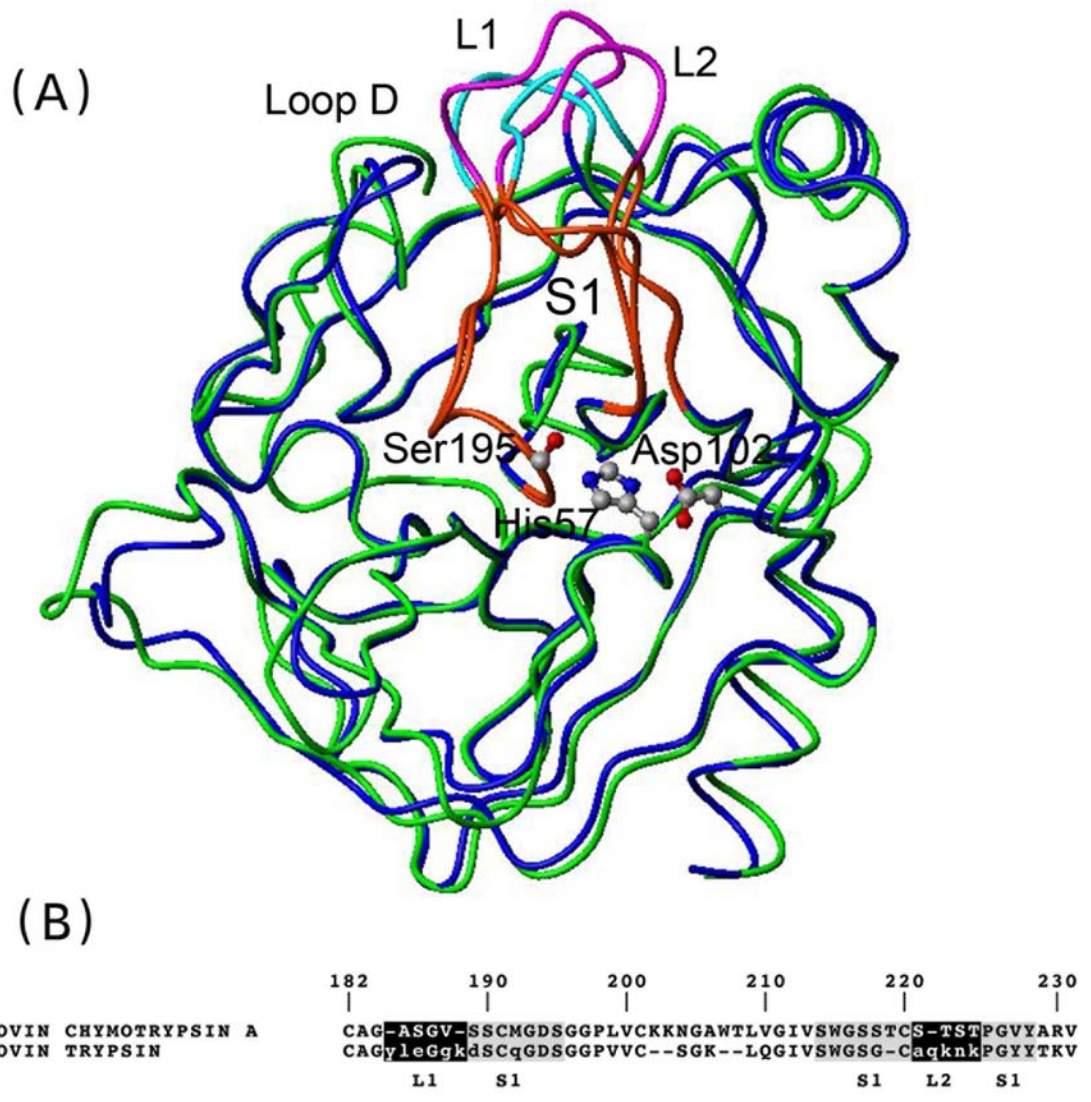 (A)
L1
L2
Loop D
S1
Ser195
Asp102
His57
(B)
182 190 200 210 220 230
OVIN CHYMOTRYPSIN A CAG-ASGV-SSCMGDSGGPLVCKKNGAWTLVGIVSWGSSTCS-TSTPGVYARV
OVIN TRYPSIN CAGyleGgkdSCqGDSGGPVVC--SGK--LQGIVSWGSG-CaqknkPGYYTKV
L1 S1 S1 L2 S1